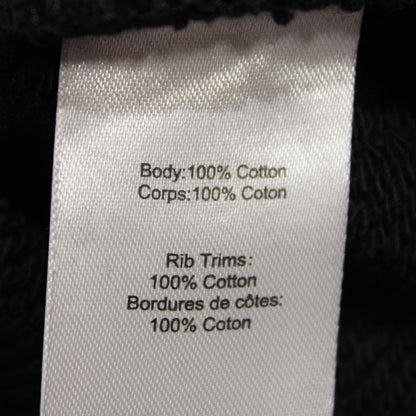 Body:100% Cotton
Corps:100% Coton
Rib Trims:
100% Cotton
Bordures de côtes:
100% Coton